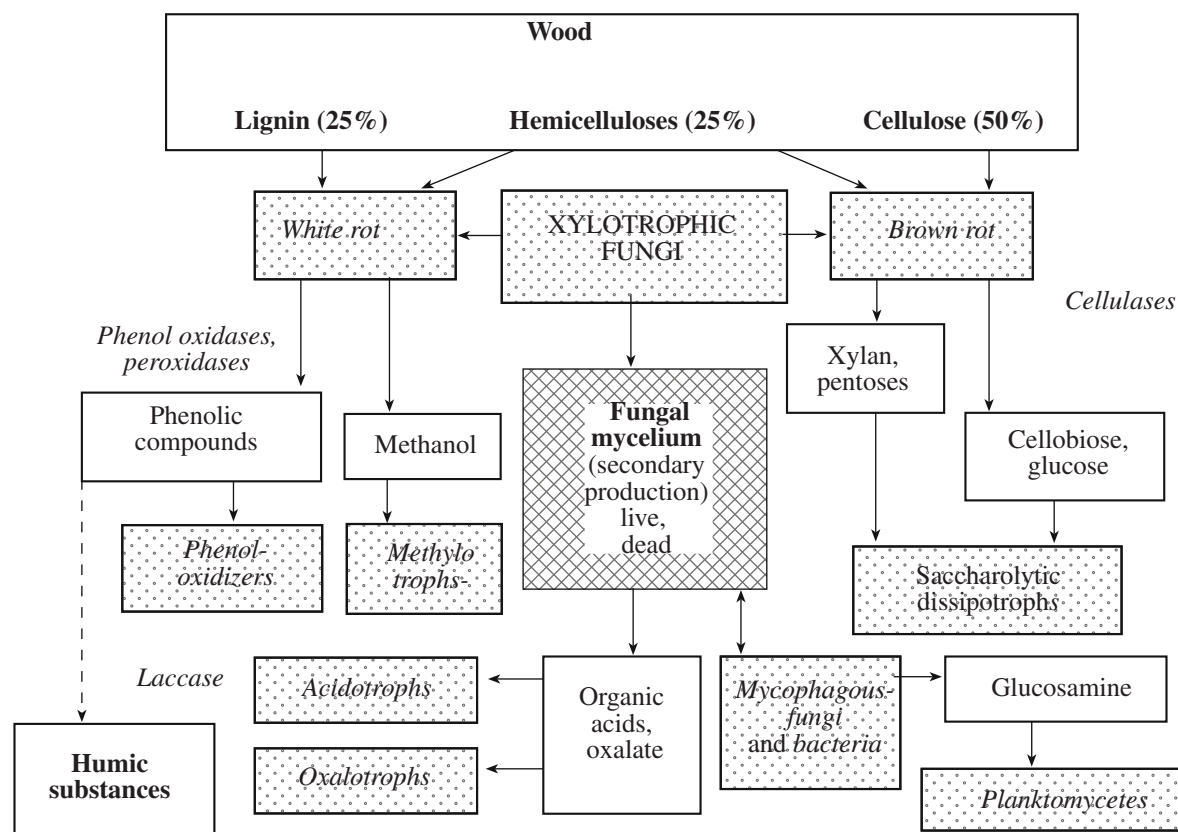 Wood
Lignin (25%)
Hemicelluloses (25%)
Cellulose (50%)
White rot
XYLOTROPHIC
FUNGI
Brown rot
Phenol oxidases,
peroxidases
Cellulases
Xylan,
pentoses
Phenolic
compounds
Methanol
Fungal
mycelium
(secondary
production)
live,
dead
Cellobiose,
glucose
Phenol-
oxidizers
Methylo
trophs-
Saccharolytic
dissipotrophs
Laccase
Acidotrophs
Organic
acids,
oxalate
Mycophagous-
fungi
and bacteria
Glucosamine
Humic
substances
Oxalotrophs
Planktomycetes